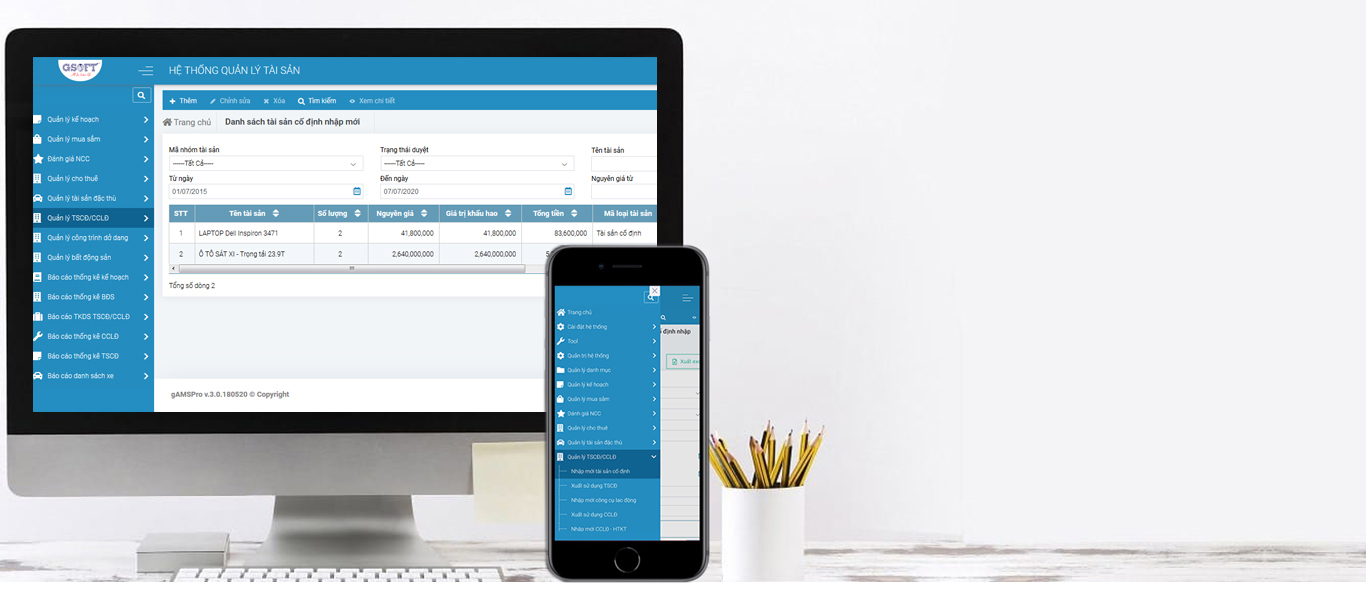 GSOFT
HỆ THỐNG QUẢN LÝ TÀI SẢN
Thêm Chỉnh sửa Xóa Tìm kiếm Xem chi tiết
Trang chủ Danh sách tài sản cố định nhập mới
Quản lý kế hoạch
Quản lý mua sắm
Đánh giá NCC
Quản lý cho thuê
Quản lý tài sản đặc thù
Quản lý TSCĐ/CCLĐ
Quản lý công trình dở dang
Quản lý bất động sản
Báo cáo thống kê kế hoạch
Báo cáo thống kê BĐS
Báo cáo TKDS TSCĐ/CCLĐ
Báo cáo thống kê CCLĐ
Báo cáo thống kê TSCĐ
Báo cáo danh sách xe
Mã nhóm tài sản Trạng thái duyệt Tên tài sản
-----Tất Cả----- -----Tất Cả-----
Từ ngày Đến ngày Nguyên giá từ
01/07/2015 07/07/2020
STT Tên tài sản Số lượng Nguyên giá Giá trị khấu hao Tổng tiền Mã loại tài sản
1 LAPTOP Dell Inspiron 3471 2 41,800,000 41,800,000 83,600,000 Tài sản cố định
2 Ô TÔ SÁT XI - Trọng tải 23.9T 2 2,640,000,000 2,640,000,000 5
Tổng số dòng 2
gAMSPro v.3.0.180520 © Copyright
Trang chủ
Cài đặt hệ thống
Tool
Quản trị hệ thống
Quản lý danh mục
Quản lý kế hoạch
Quản lý mua sắm
Đánh giá NCC
Quản lý cho thuê
Quản lý tài sản đặc thù
Quản lý TSCĐ/CCLĐ
Nhập mới tài sản cố định
Xuất sử dụng TSCĐ
Nhập mới công cụ lao động
Xuất sử dụng CCLĐ
Nhập mới CCLĐ - HTKT
định nhập
Xuất ex